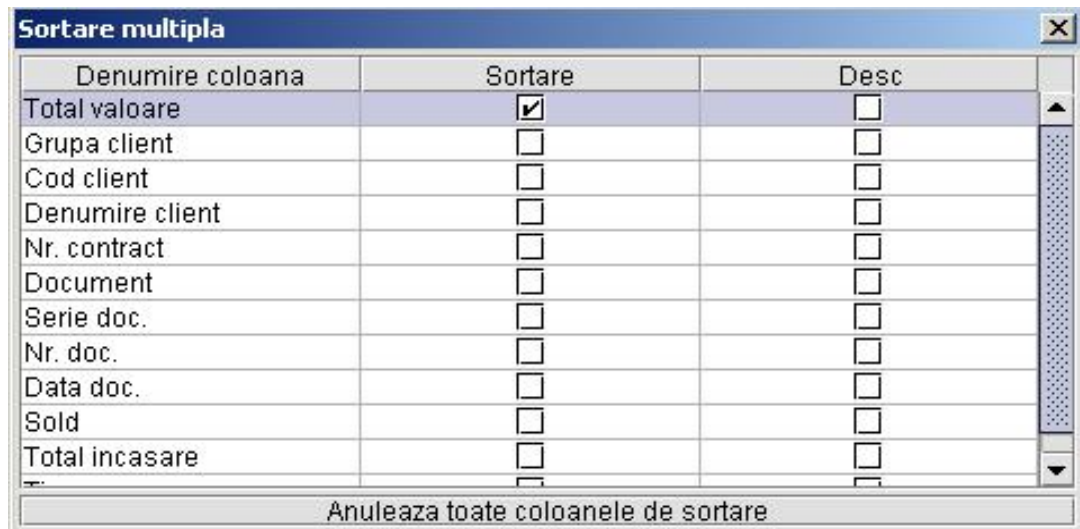 Sortare multipla
Denumire coloana Sortare Desc
Total valoare
Grupa client
Cod client
Denumire client
Nr. contract
Document
Serie doc.
Nr. doc.
Data doc.
Sold
Total incasare
Anuleaza toate coloanele de sortare